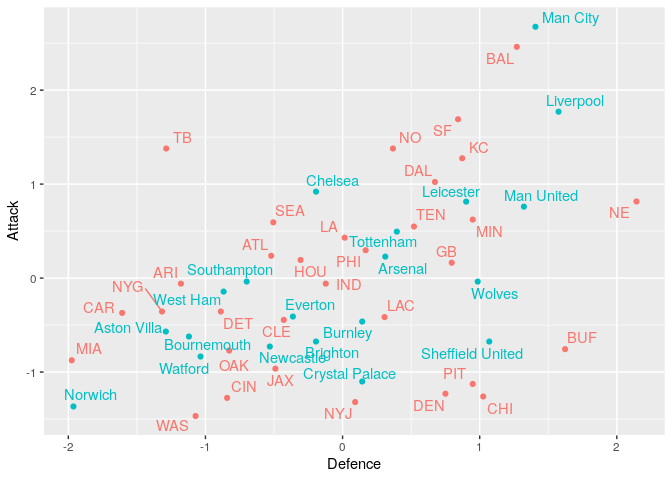 Man City
BAL
2
Liverpool
SF
TB
NO
KC
DAL
Chelsea
1
Leicester
Man United
SEA
TEN
NE
LA
MIN
Attack
ATL
Tottenham
PHI
GB
Arsenal
Southampton
HOU
IND
0
ARI
NYG
West Ham
Wolves
CAR
Everton
LAC
Aston Villa
DET
CLE
Burnley
BUF
Bournemouth
MIA
Newcastle
Brighton
Sheffield United
Watford
OAK
JAX
Crystal Palace
PIT
-1
Norwich
CIN
NYJ
DEN
CHI
WAS
-2
-1
0
1
2
Defence